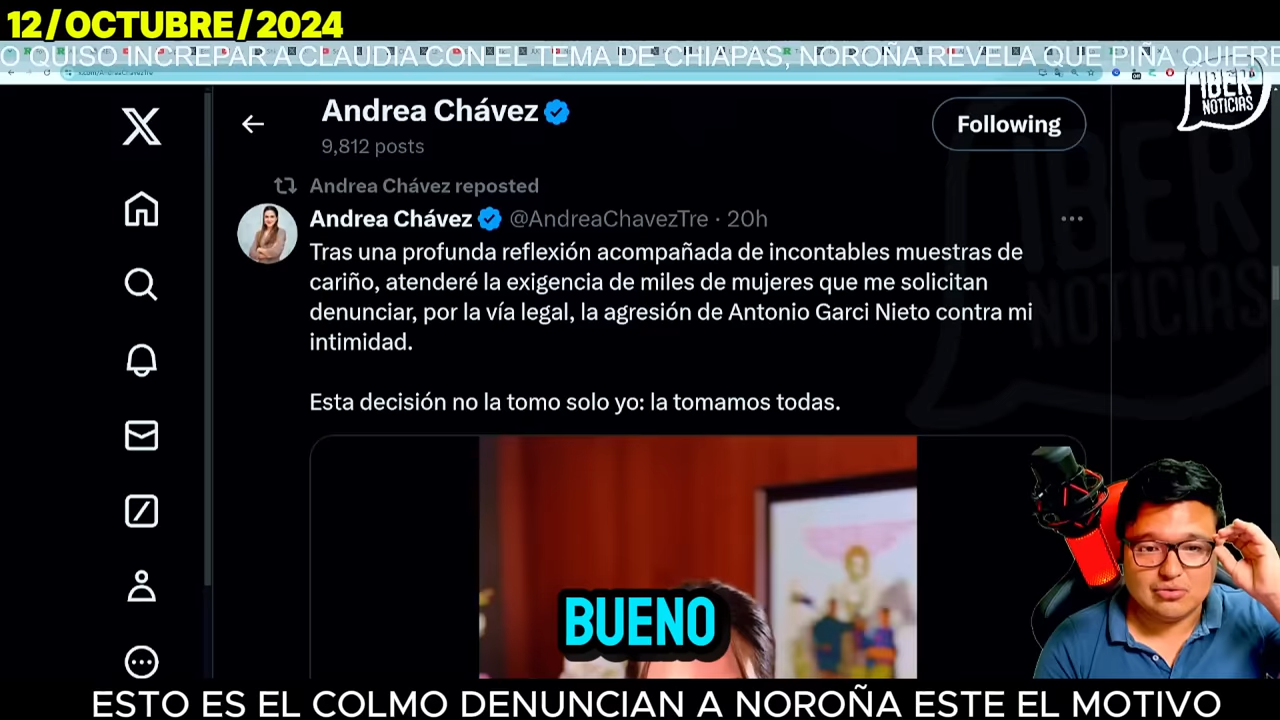 12/OCTUBRE/2024
O QUISO INCREPAR A CLAUDIA CON EL TEMA DE CHIAPAS, NOROÑA REVELA QUE PIÑA QUIERE
IBER
NOTICIAS
Andrea Chávez
9,812 posts
Following
Andrea Chávez reposted
Andrea Chávez @AndreaChavezTre · 20h
Tras una profunda reflexión acompañada de incontables muestras de
cariño, atenderé la exigencia de miles de mujeres que me solicitan
denunciar, por la vía legal, la agresión de Antonio Garci Nieto contra mi
intimidad.
Esta decisión no la tomo solo yo: la tomamos todas.
IBER
NOTICIAS
BUENO
ESTO ES EL COLMO DENUNCIAN A NOROÑA ESTE EL MOTIVO